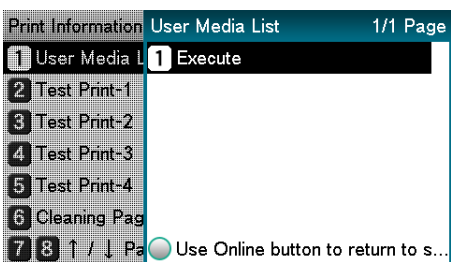 Print Information
1 User Media L
2 Test Print-1
3 Test Print-2
4 Test Print-3
5 Test Print-4
6 Cleaning Pag
7 8 ↑ / ↓ Pa
User Media List 1/1 Page
1 Execute
Use Online button to return to s...